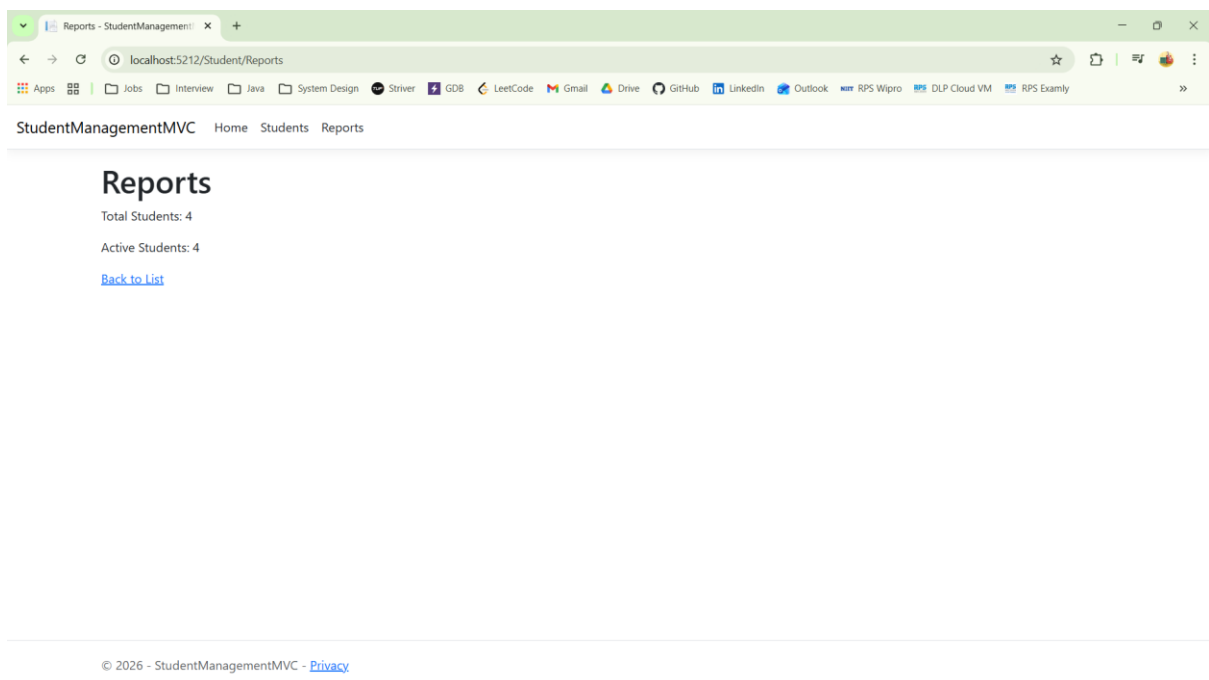 Reports - StudentManagement
localhost:5212/Student/Reports
Apps Jobs Interview Java System Design Striver GDB LeetCode Gmail Drive GitHub LinkedIn Outlook RPS Wipro RPS DLP Cloud VM RPS RPS Examly »
StudentManagementMVC Home Students Reports
Reports
Total Students: 4
Active Students: 4
Back to List
© 2026 - StudentManagementMVC - Privacy